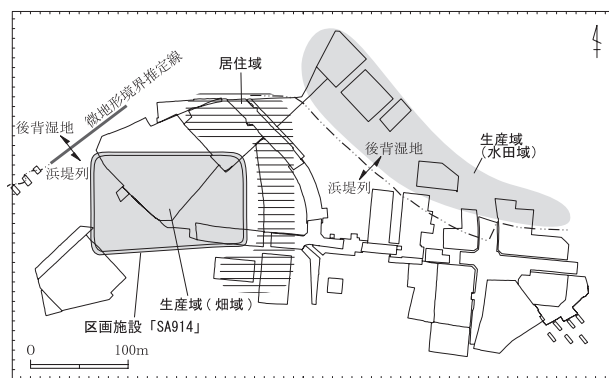 居住域
微地形境界推定線
後背湿地
浜堤列
後背湿地
浜堤列
生産域
(水田域)
生産域(畑域)
区画施設「SA914」
0 100m